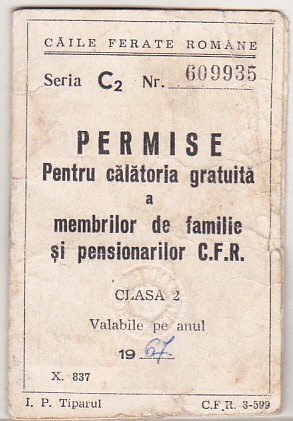 CĂILE FERATE ROMÂNE
Seria C2 Nr. 609935
PERMISE
Pentru călătoria gratuită
a
membrilor de familie
și pensionarilor C.F.R.
CLASA 2
Valabile pe anul
1967
X. 837
I. P. Tiparul C.F.R. 3-599